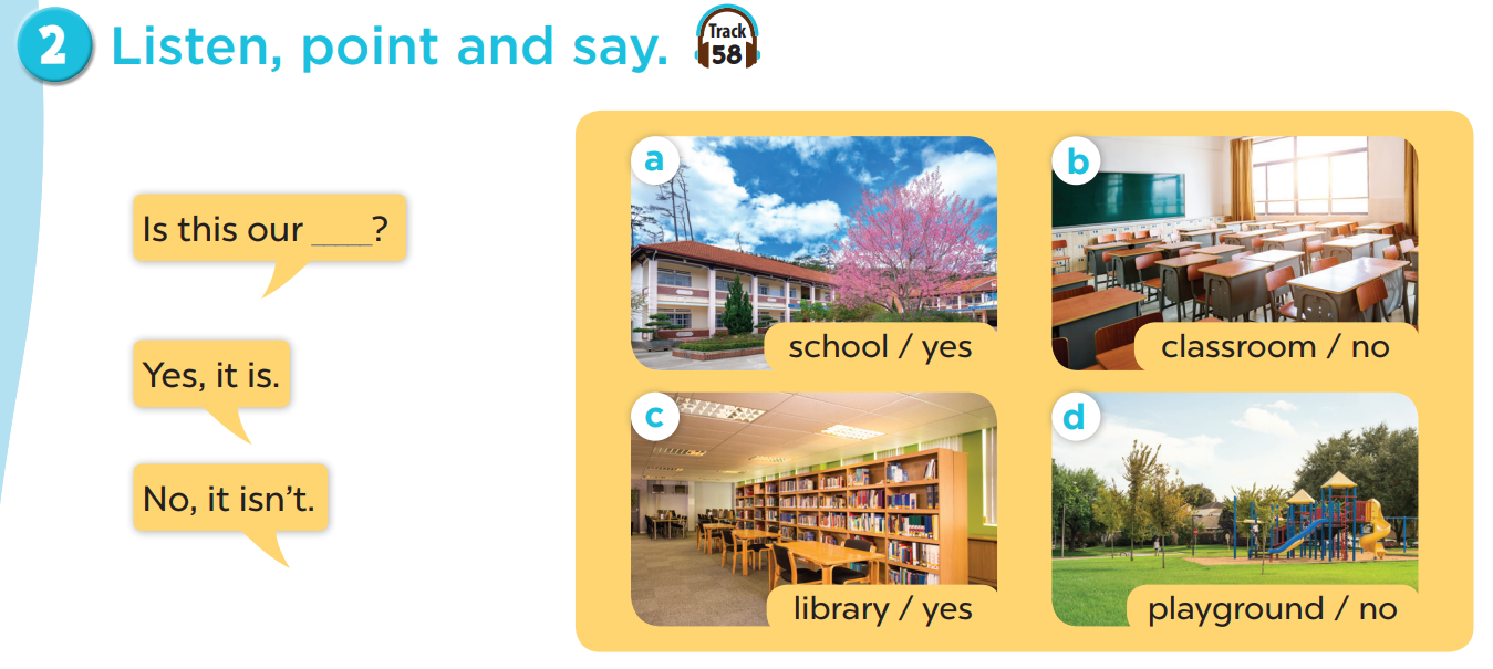 2 Listen, point and say. Track 58
Is this our ____?
Yes, it is.
No, it isn't.
a
school / yes
b
classroom / no
c
library / yes
d
playground / no